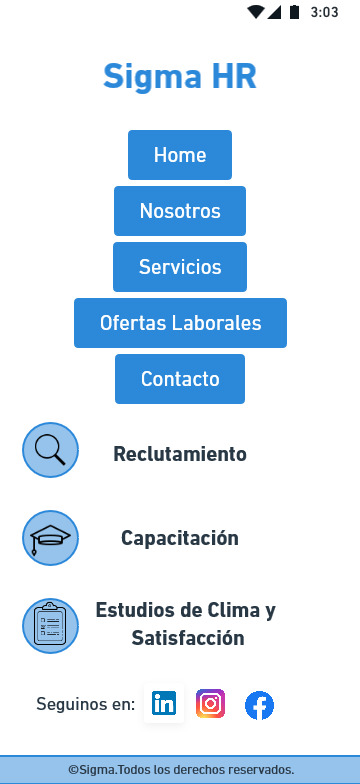 3:03
Sigma HR
Home
Nosotros
Servicios
Ofertas Laborales
Contacto
Reclutamiento
Capacitación
Estudios de Clima y
Satisfacción
Seguinos en:
©Sigma.Todos los derechos reservados.